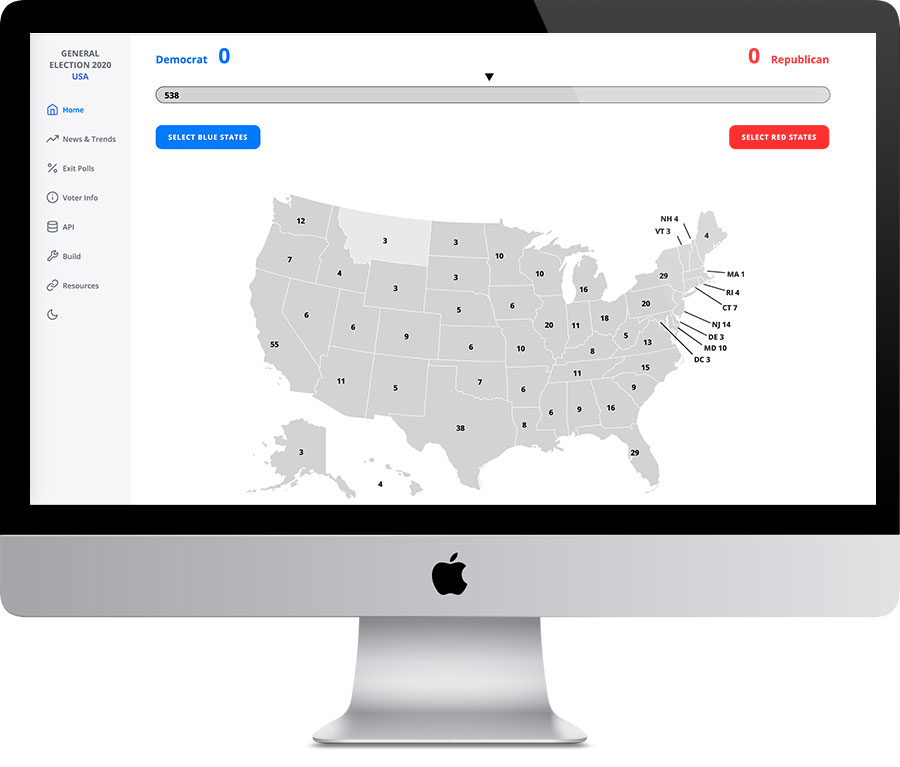 GENERAL
ELECTION 2020
USA
Home
News & Trends
Exit Polls
Voter Info
API
Build
Resources
Democrat 0
0 Republican
538
SELECT BLUE STATES
SELECT RED STATES
12
3
3
10
NH 4
VT 3
4
7
4
3
3
10
16
29
MA 1
RI 4
CT 7
6
6
9
5
6
20
11
18
20
NJ 14
DE 3
MD 10
DC 3
55
6
10
8
5
13
11
5
7
6
11
15
9
38
8
6
9
16
29
3
4